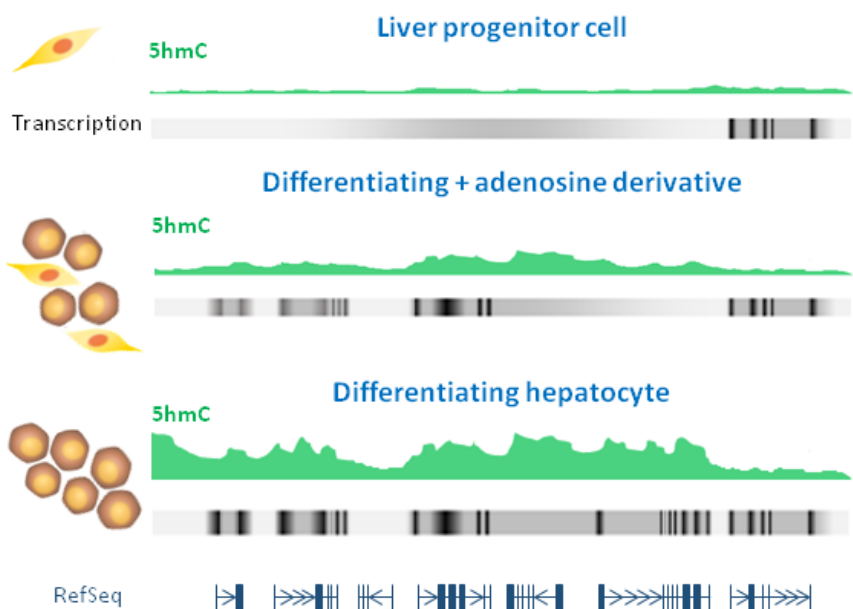 Liver progenitor cell
5hmC
Transcription
Differentiating + adenosine derivative
5hmC
Differentiating hepatocyte
5hmC
RefSeq